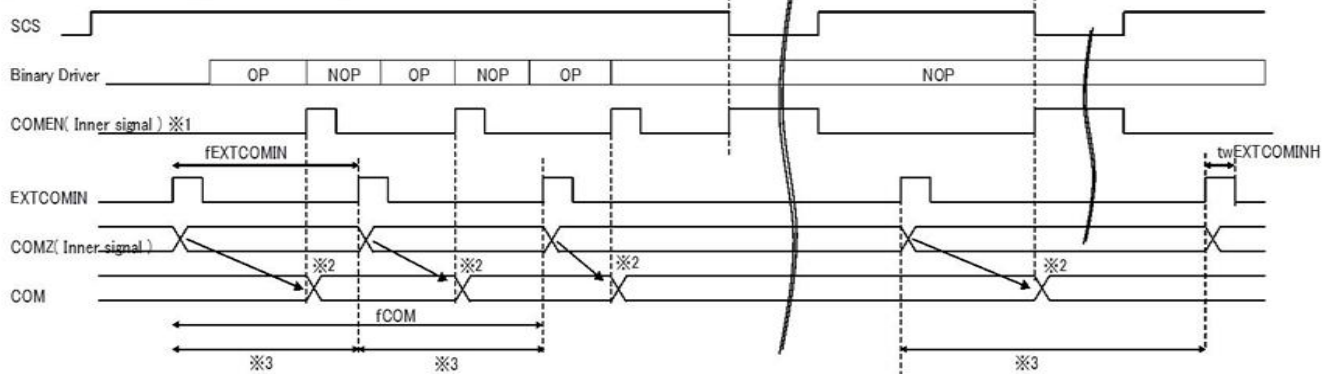 SCS
Binary Driver OP NOP OP NOP OP NOP
COMEN( Inner signal ) ※1
fEXTCOMIN twEXTCOMINH
EXTCOMIN
COMZ( Inner signal )
※2 ※2 ※2 ※2
COM
fCOM
※3 ※3 ※3